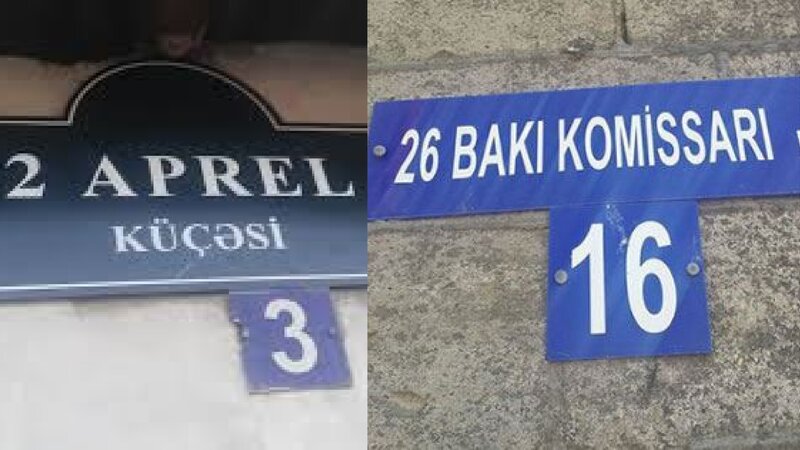 2 APREL
KÜÇƏSİ
3
26 BAKI KOMİSSARI
16